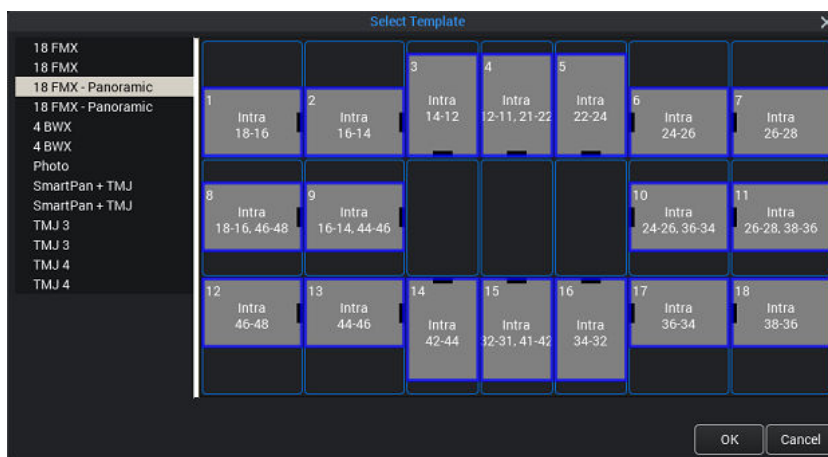 Select Template
18 FMX
18 FMX
18 FMX - Panoramic
18 FMX - Panoramic
4 BWX
4 BWX
Photo
SmartPan + TMJ
SmartPan + TMJ
TMJ 3
TMJ 3
TMJ 4
TMJ 4
1
Intra
18-16
2
Intra
16-14
3
Intra
14-12
4
Intra
12-11, 21-22
5
Intra
22-24
6
Intra
24-26
7
Intra
26-28
8
Intra
18-16, 46-48
9
Intra
16-14, 44-46
10
Intra
24-26, 36-34
11
Intra
26-28, 38-36
12
Intra
46-48
13
Intra
44-46
14
Intra
42-44
15
Intra
32-31, 41-42
16
Intra
34-32
17
Intra
36-34
18
Intra
38-36
OK
Cancel